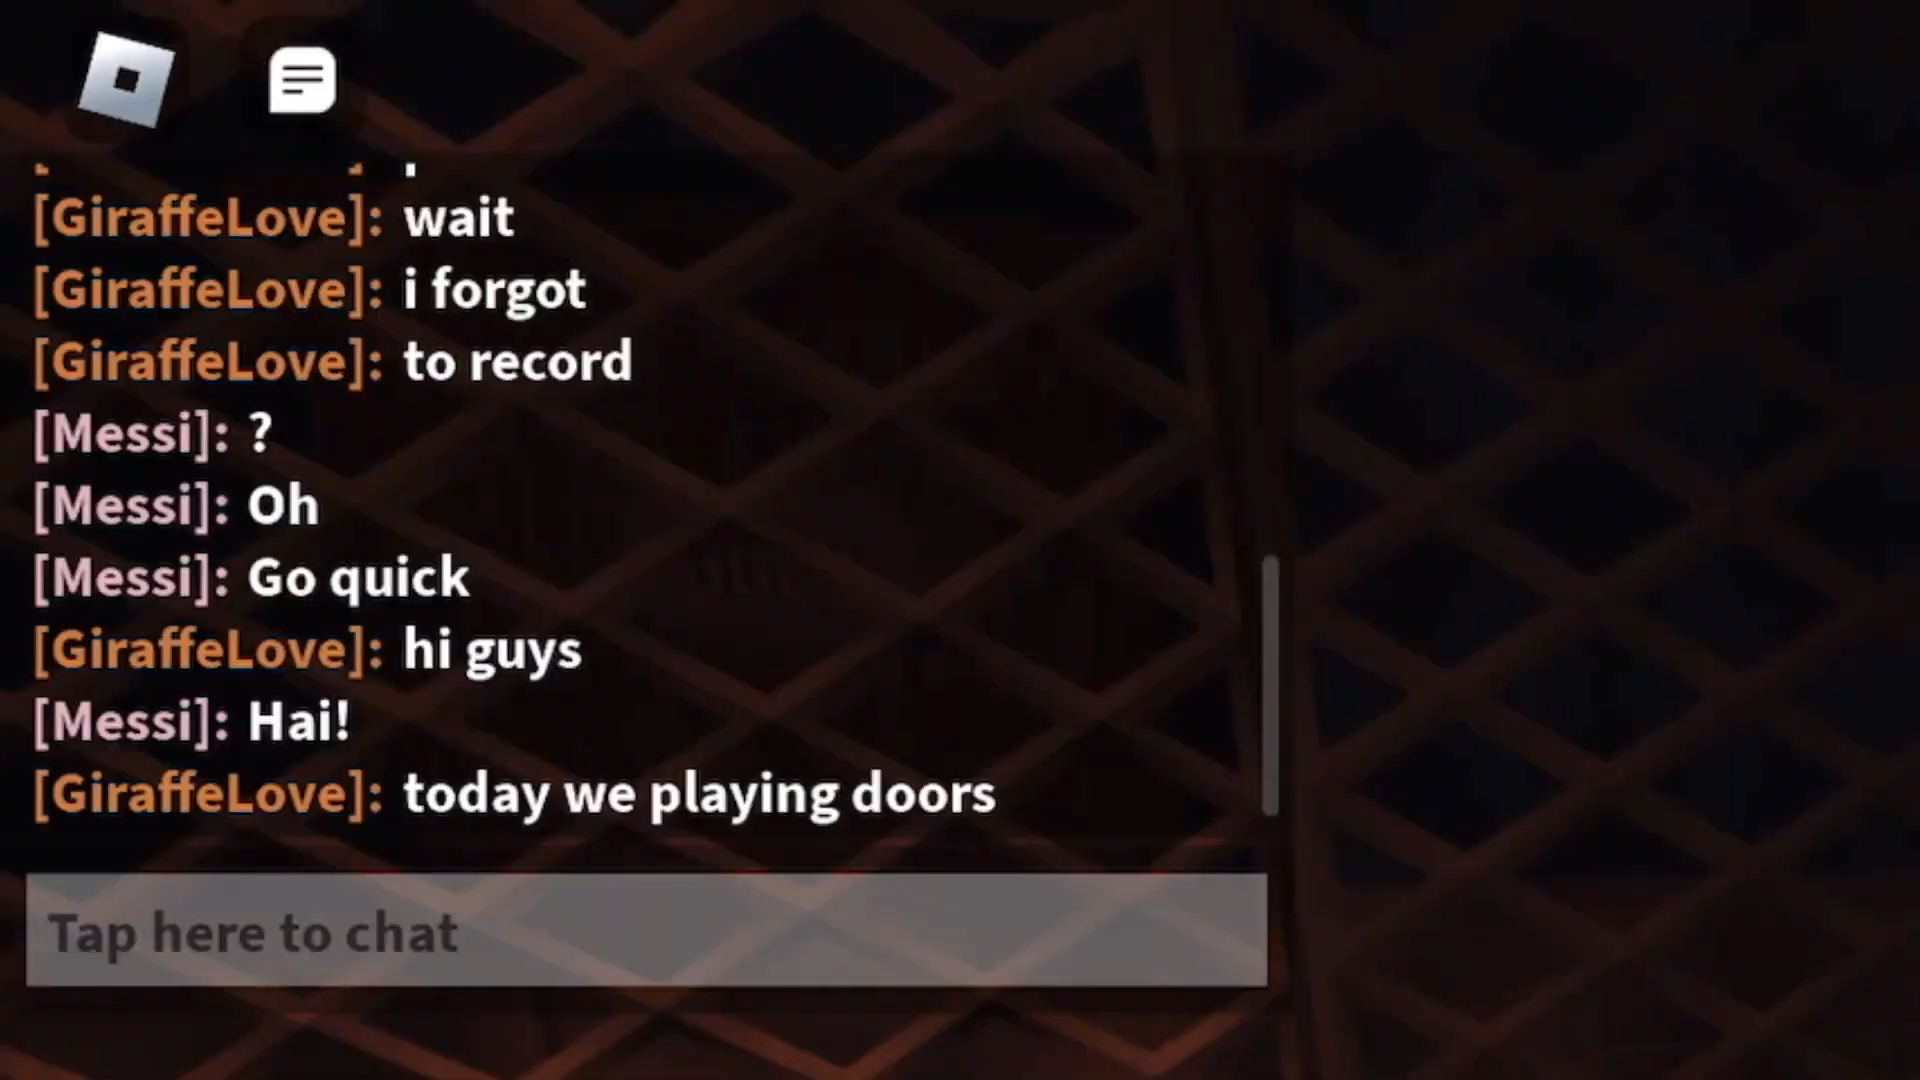 [GiraffeLove]: wait
[GiraffeLove]: i forgot
[GiraffeLove]: to record
[Messi]: ?
[Messi]: Oh
[Messi]: Go quick
[GiraffeLove]: hi guys
[Messi]: Hai!
[GiraffeLove]: today we playing doors
Tap here to chat